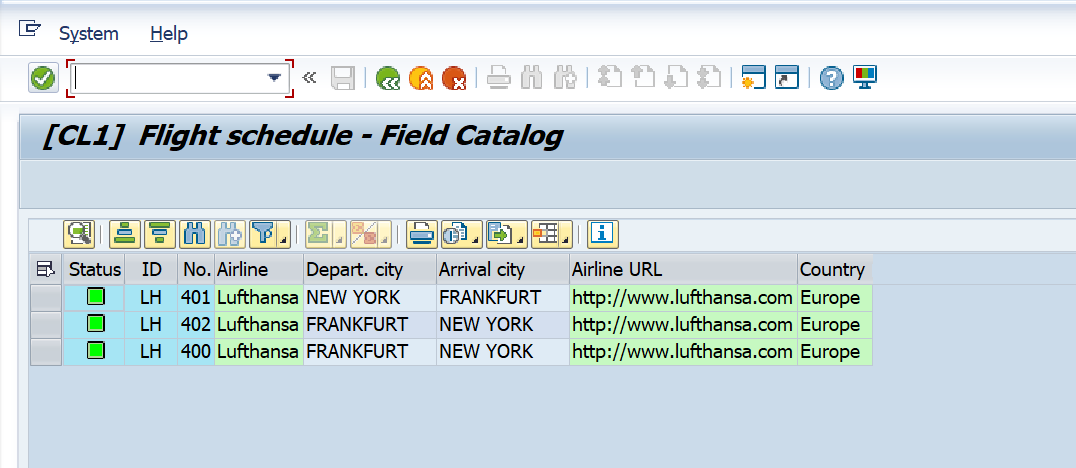 System Help
[CL1] Flight schedule - Field Catalog
Status ID No. Airline Depart. city Arrival city Airline URL Country
LH 401 Lufthansa NEW YORK FRANKFURT http://www.lufthansa.com Europe
LH 402 Lufthansa FRANKFURT NEW YORK http://www.lufthansa.com Europe
LH 400 Lufthansa FRANKFURT NEW YORK http://www.lufthansa.com Europe